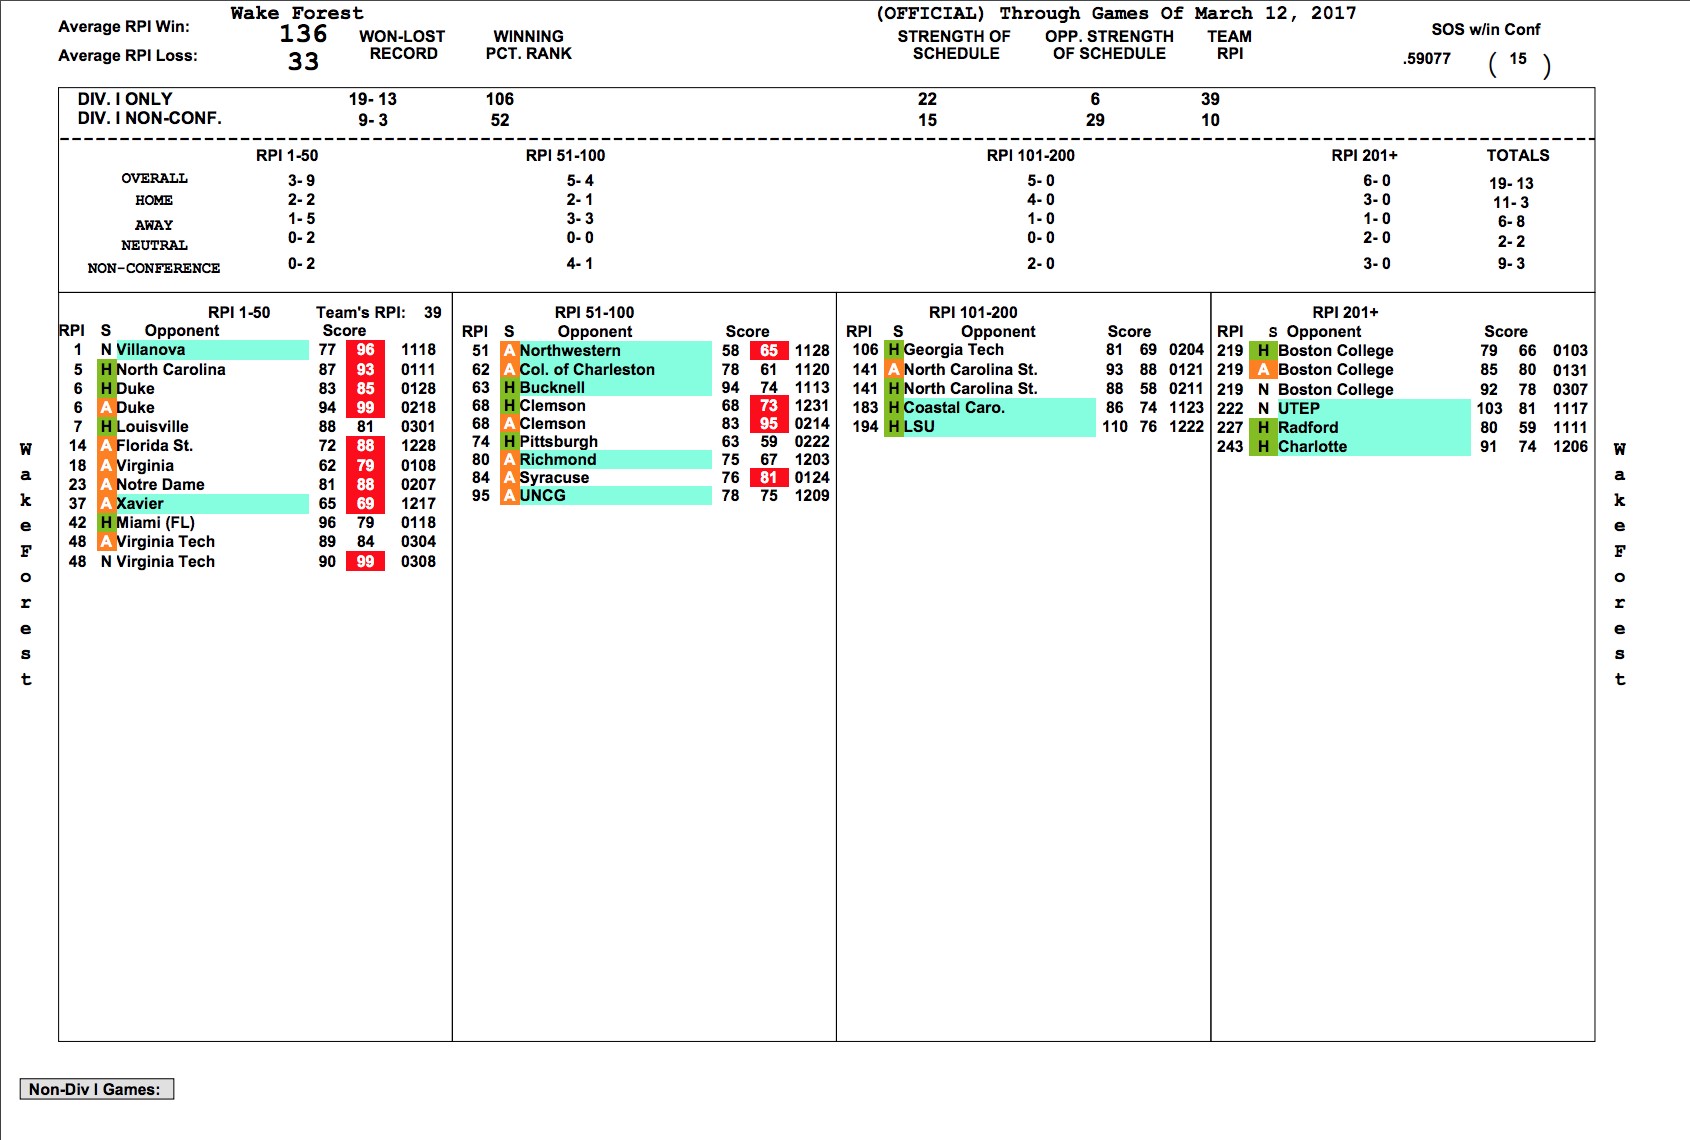 Wake Forest (OFFICIAL) Through Games Of March 12, 2017
Average RPI Win: 136 WON-LOST WINNING STRENGTH OF OPP. STRENGTH TEAM SOS w/in Conf
Average RPI Loss: 33 RECORD PCT. RANK SCHEDULE OF SCHEDULE RPI .59077 ( 15 )
DIV. I ONLY 19- 13 106 22 6 39
DIV. I NON-CONF. 9- 3 52 15 29 10
RPI 1-50 RPI 51-100 RPI 101-200 RPI 201+ TOTALS
OVERALL 3- 9 5- 4 5- 0 6- 0 19- 13
HOME 2- 2 2- 1 4- 0 3- 0 11- 3
AWAY 1- 5 3- 3 1- 0 1- 0 6- 8
NEUTRAL 0- 2 0- 0 0- 0 2- 0 2- 2
NON-CONFERENCE 0- 2 4- 1 2- 0 3- 0 9- 3
RPI 1-50 Team's RPI: 39
RPI S Opponent Score
1 N Villanova 77 96 1118
5 H North Carolina 87 93 0111
6 H Duke 83 85 0128
6 A Duke 94 99 0218
7 H Louisville 88 81 0301
14 A Florida St. 72 88 1228
18 A Virginia 62 79 0108
23 A Notre Dame 81 88 0207
37 A Xavier 65 69 1217
42 H Miami (FL) 96 79 0118
48 A Virginia Tech 89 84 0304
48 N Virginia Tech 90 99 0308
RPI 51-100
RPI S Opponent Score
51 A Northwestern 58 65 1128
62 A Col. of Charleston 78 61 1120
63 H Bucknell 94 74 1113
68 H Clemson 68 73 1231
68 A Clemson 83 95 0214
74 H Pittsburgh 63 59 0222
80 A Richmond 75 67 1203
84 A Syracuse 76 81 0124
95 A UNCG 78 75 1209
RPI 101-200
RPI S Opponent Score
106 H Georgia Tech 81 69 0204
141 A North Carolina St. 93 88 0121
141 H North Carolina St. 88 58 0211
183 H Coastal Caro. 86 74 1123
194 H LSU 110 76 1222
RPI 201+
RPI S Opponent Score
219 H Boston College 79 66 0103
219 A Boston College 85 80 0131
219 N Boston College 92 78 0307
222 N UTEP 103 81 1117
227 H Radford 80 59 1111
243 H Charlotte 91 74 1206
Wake Forest
Wake Forest
Non-Div I Games: